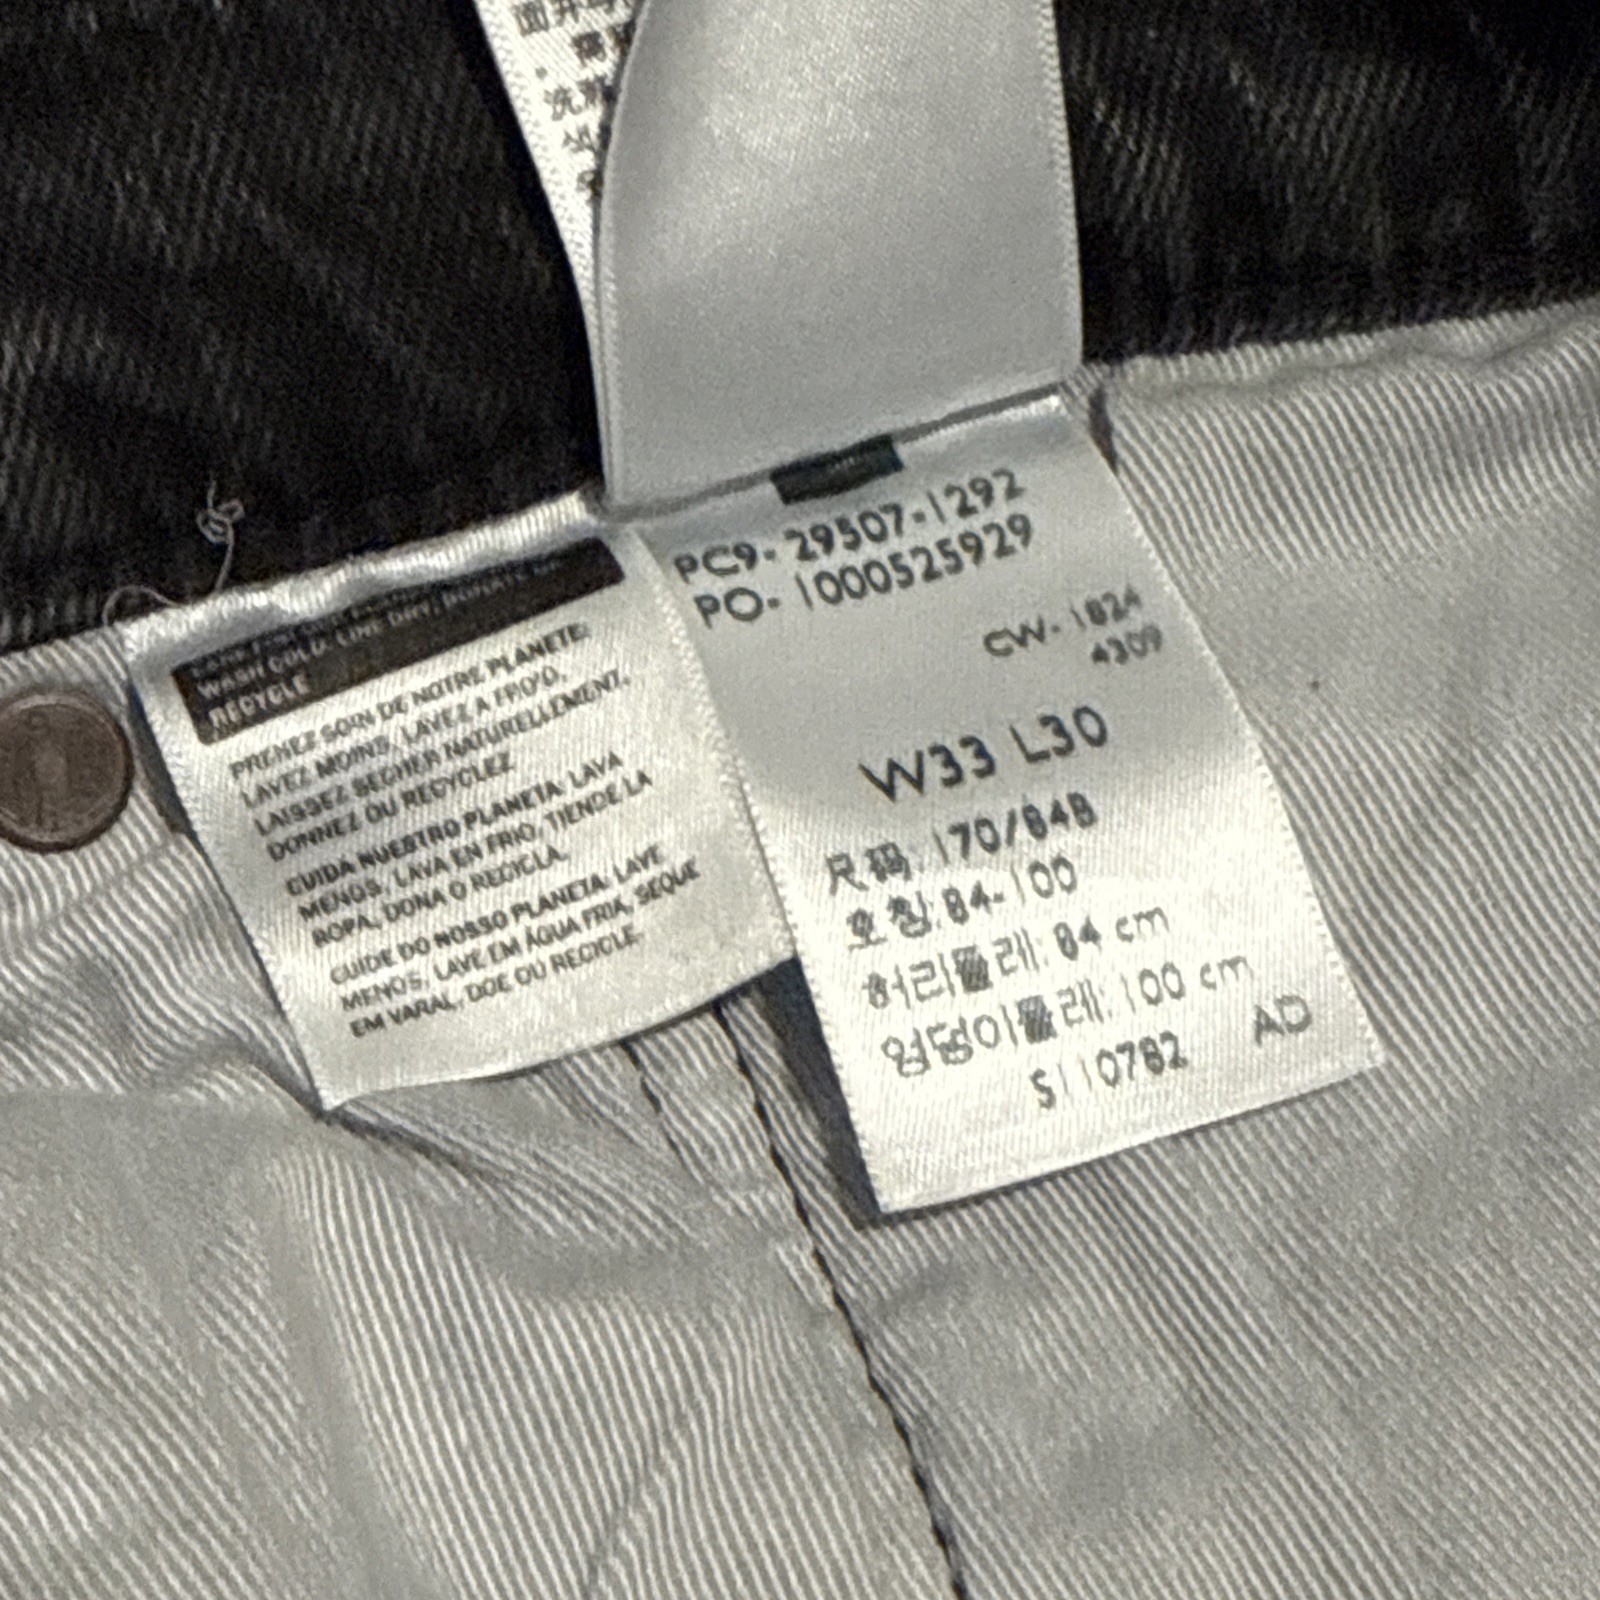 洗涤
WASH COLD, LINE DRY, DONATE OR
RECYCLE
PRENEZ SOIN DE NOTRE PLANETE:
LAVEZ MOINS, LAVEZ A FROID,
LAISSEZ SECHER NATURELLEMENT,
DONNEZ OU RECYCLEZ
CUIDA NUESTRO PLANETA: LAVA
MENOS, LAVA EN FRIO, TIENDE LA
ROPA, DONA O RECICLA.
CUIDE DO NOSSO PLANETA: LAVE
MENOS, LAVE EM ÁGUA FRIA, SEQUE
EM VARAL, DOE OU RECICLE.
PC9- 29507-1292
PO- 1000525929
CW- 1824
4309
W33 L30
尺码: 170/84B
호칭: 84-100
허리둘레: 84 cm
엉덩이둘레: 100 cm
S110782 AD